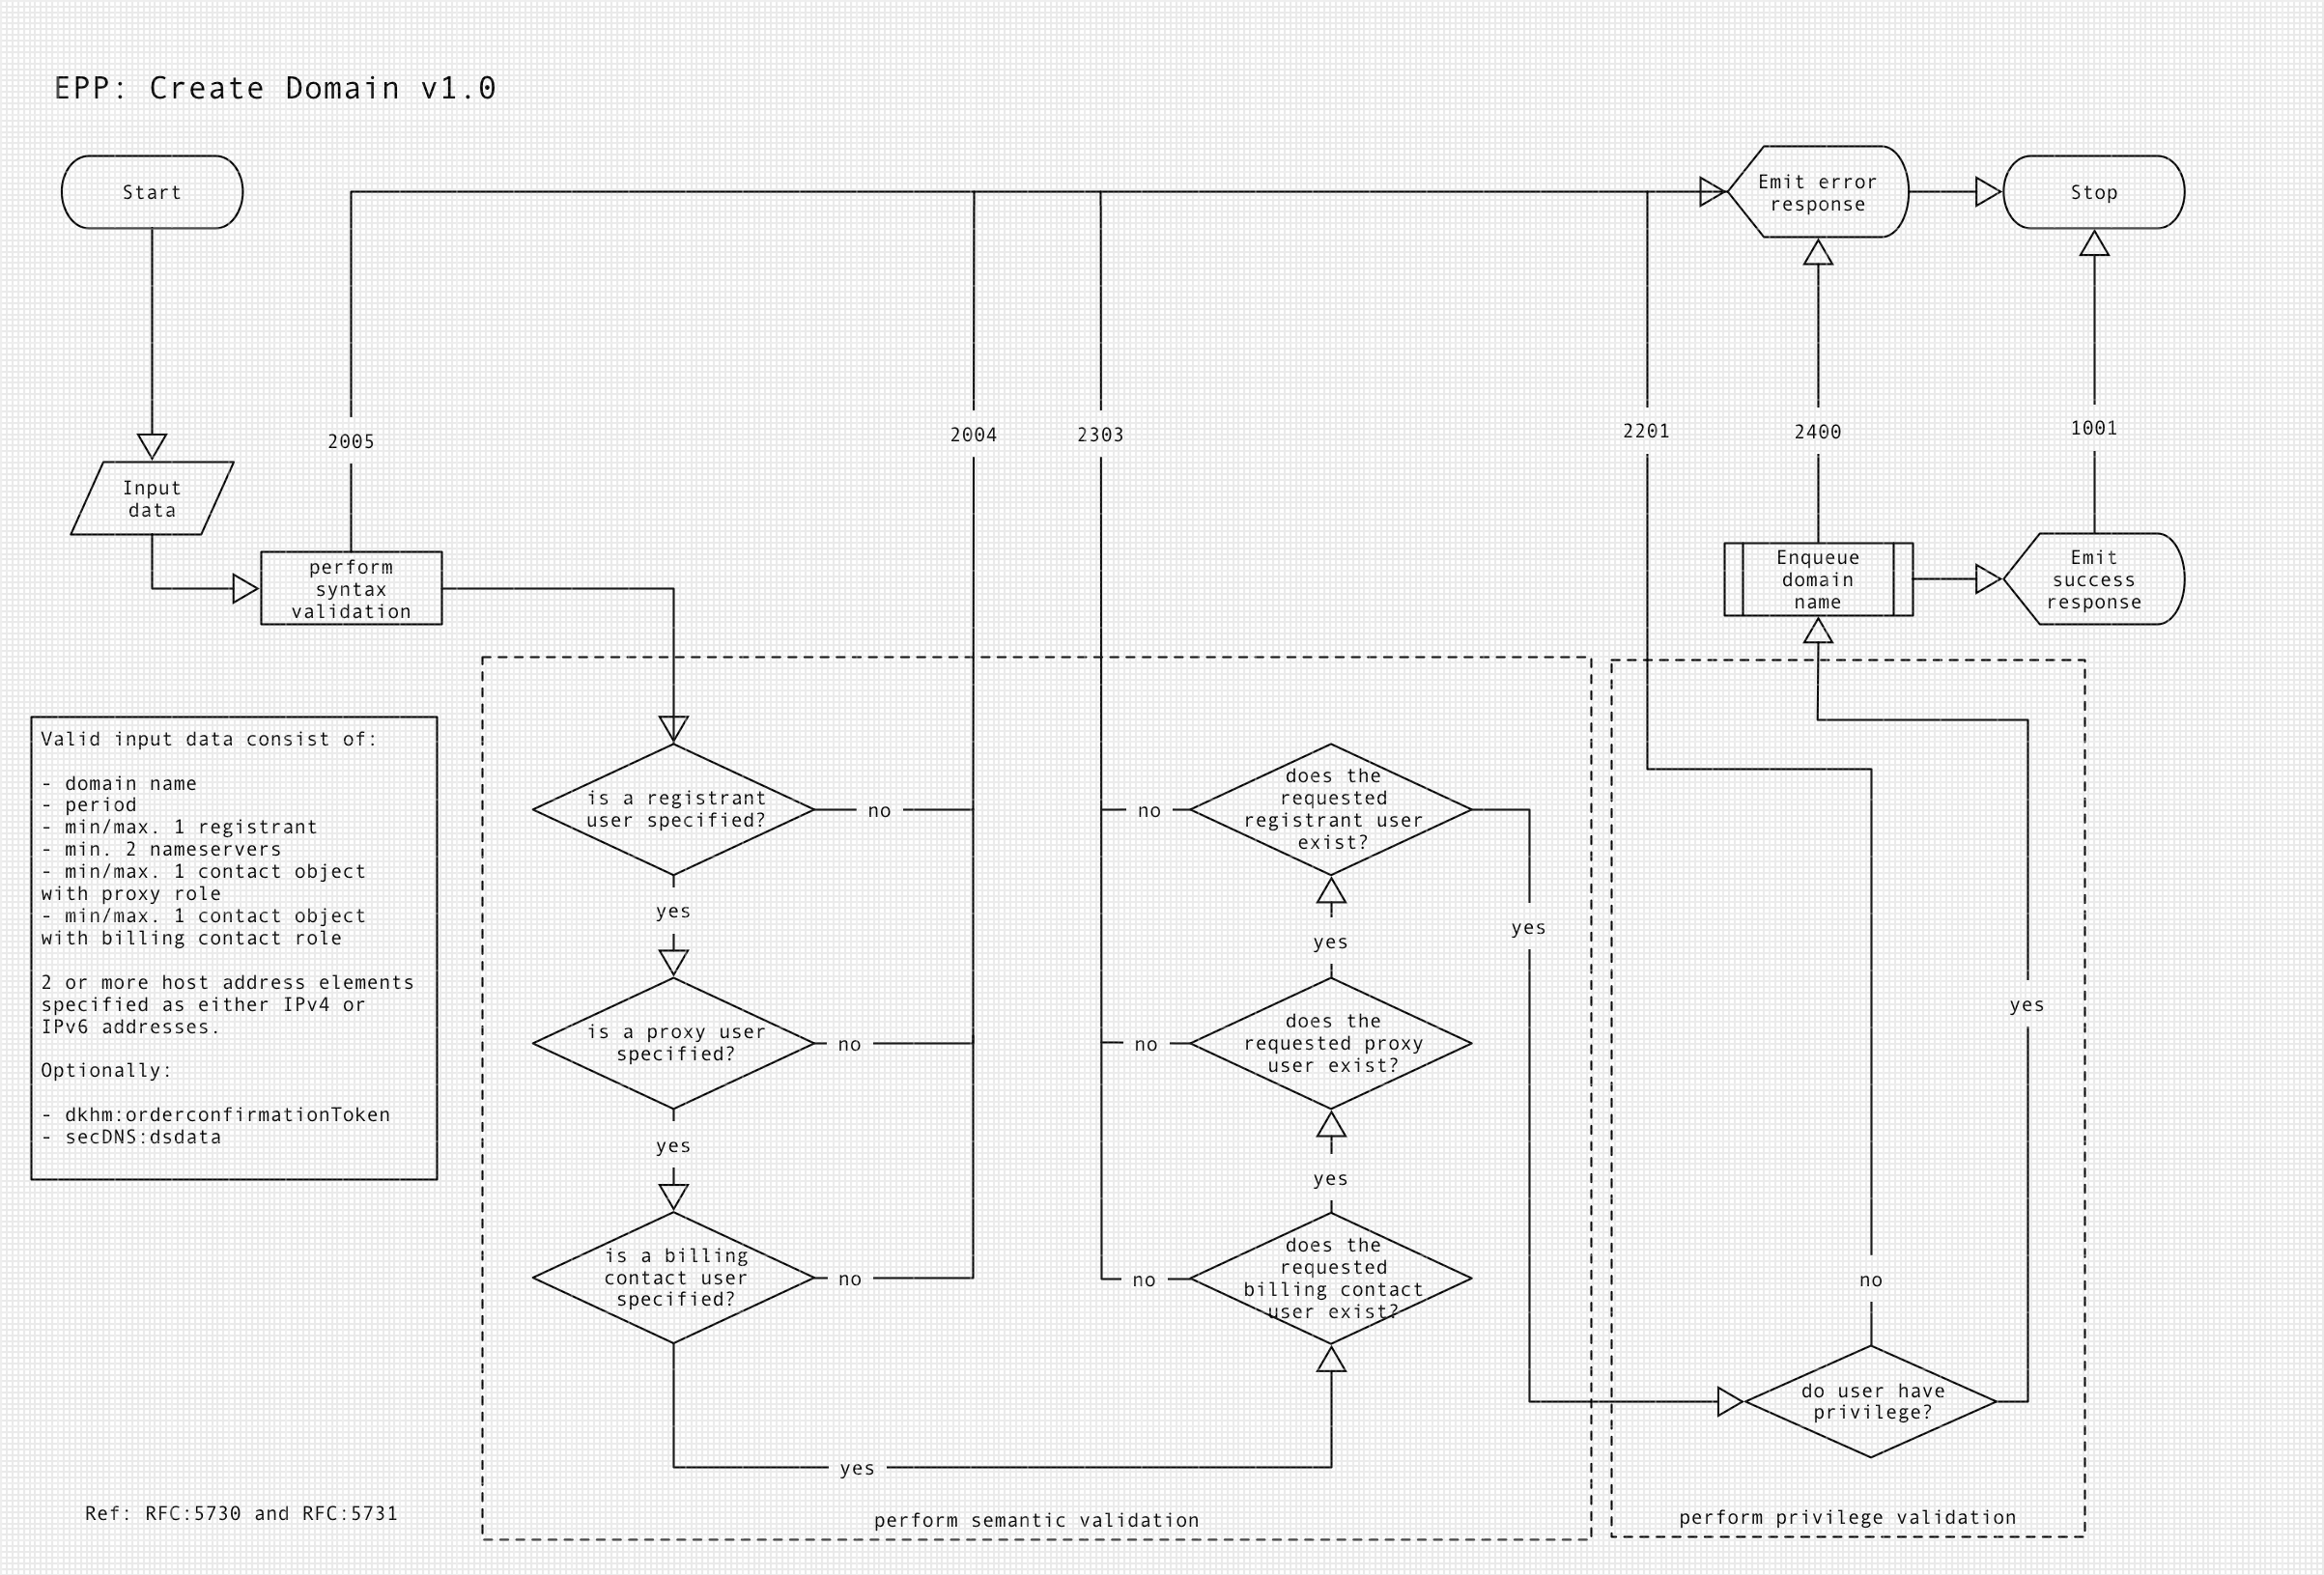 EPP: Create Domain v1.0
Start
Emit error
response
Stop
2005
2004
2303
2201
2400
1001
Input
data
perform
syntax
validation
Enqueue
domain
name
Emit
success
response
Valid input data consist of:
- domain name
- period
- min/max. 1 registrant
- min. 2 nameservers
- min/max. 1 contact object
with proxy role
- min/max. 1 contact object
with billing contact role
2 or more host address elements
specified as either IPv4 or
IPv6 addresses.
Optionally:
- dkhm:orderconfirmationToken
- secDNS:dsdata
is a registrant
user specified?
no
yes
is a proxy user
specified?
no
yes
is a billing
contact user
specified?
no
yes
does the
requested
registrant user
exist?
no
yes
yes
does the
requested proxy
user exist?
no
yes
does the
requested
billing contact
user exist?
no
yes
no
do user have
privilege?
Ref: RFC:5730 and RFC:5731
perform semantic validation
perform privilege validation